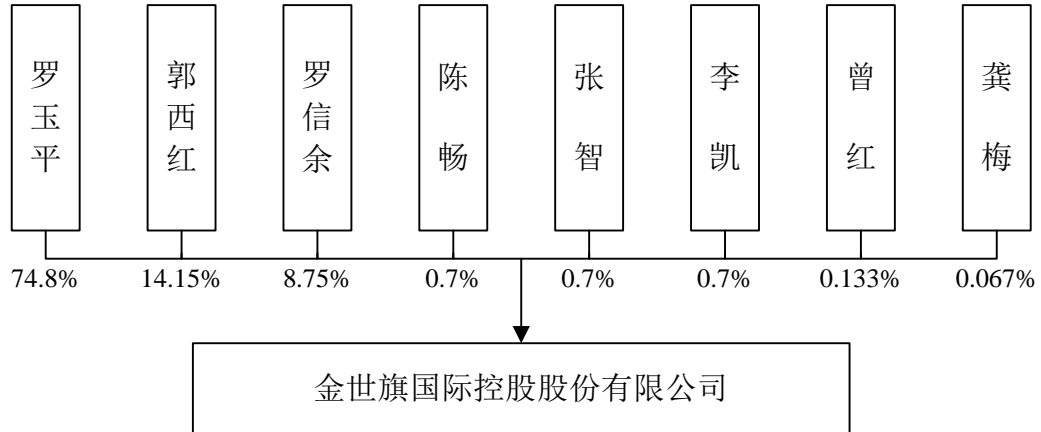 罗玉平
郭西红
罗信余
陈畅
张智
李凯
曾红
龚梅
74.8% 14.15% 8.75% 0.7% 0.7% 0.7% 0.133% 0.067%
金世旗国际控股股份有限公司